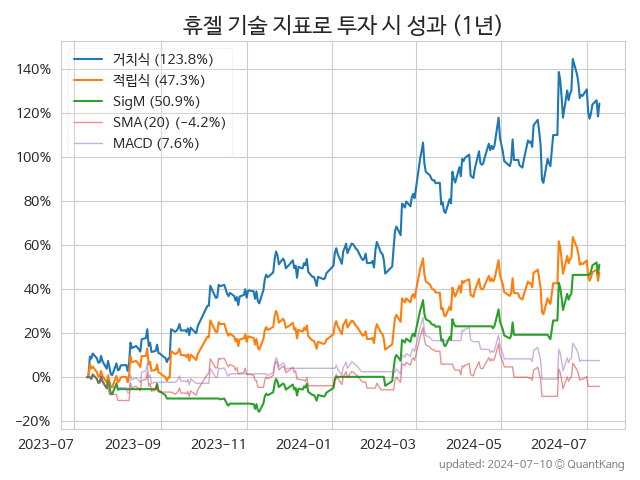 휴젤 기술 지표로 투자 시 성과 (1년)
거치식 (123.8%)
적립식 (47.3%)
SigM (50.9%)
SMA(20) (−4.2%)
MACD (7.6%)
140%
120%
100%
80%
60%
40%
20%
0%
−20%
2023-07 2023-09 2023-11 2024-01 2024-03 2024-05 2024-07
updated: 2024-07-10 © QuantKang